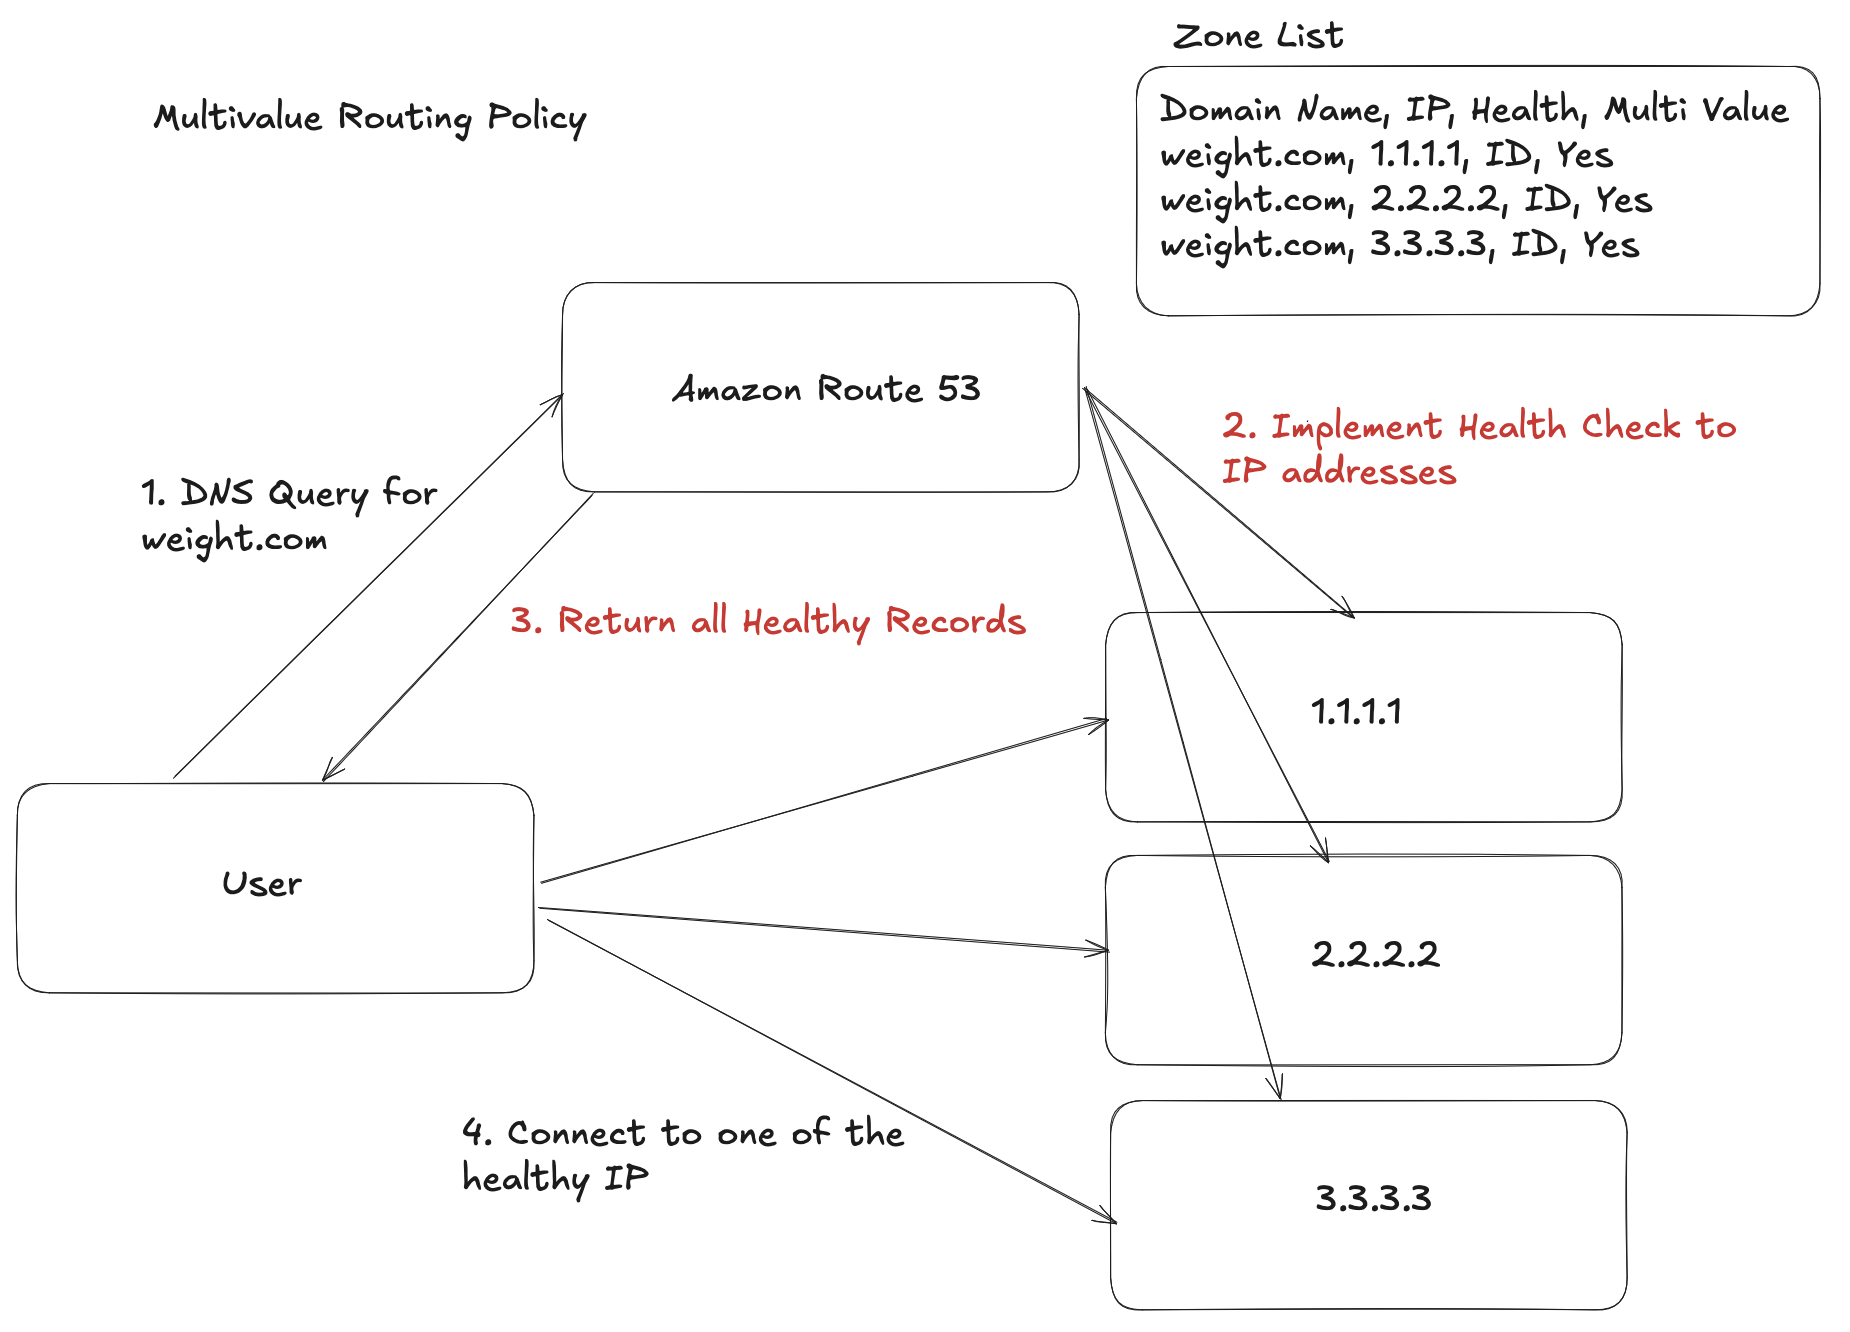 Zone List
Multivalue Routing Policy
Domain Name, IP, Health, Multi Value
weight.com, 1.1.1.1, ID, Yes
weight.com, 2.2.2.2, ID, Yes
weight.com, 3.3.3.3, ID, Yes
Amazon Route 53
2. Implement Health Check to
IP addresses
1. DNS Query for
weight.com
3. Return all Healthy Records
1.1.1.1
User
2.2.2.2
4. Connect to one of the
healthy IP
3.3.3.3